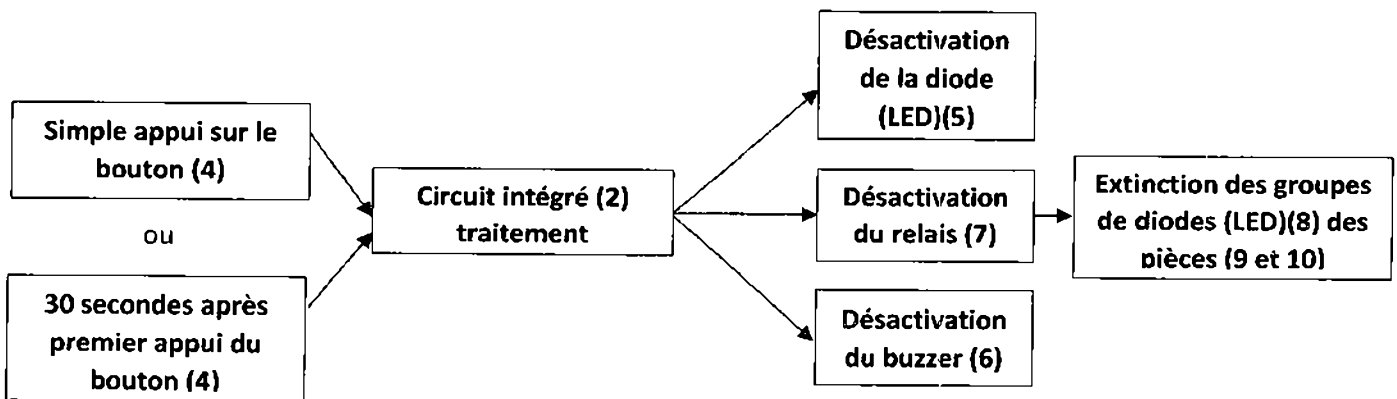 Simple appui sur le
bouton (4)
ou
30 secondes après
premier appui du
bouton (4)
Circuit intégré (2)
traitement
Désactivation
de la diode
(LED)(5)
Désactivation
du relais (7)
Désactivation
du buzzer (6)
Extinction des groupes
de diodes (LED)(8) des
pièces (9 et 10)